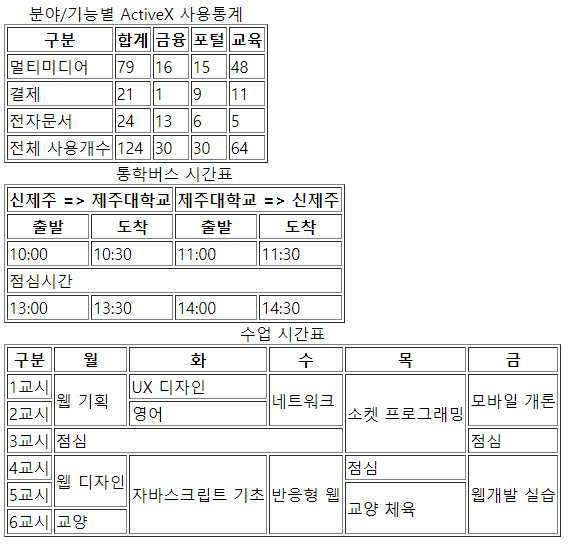 분야/기능별 ActiveX 사용통계
구분 합계 금융 포털 교육
멀티미디어 79 16 15 48
결제 21 1 9 11
전자문서 24 13 6 5
전체 사용개수 124 30 30 64
통학버스 시간표
신제주 => 제주대학교 제주대학교 => 신제주
출발 도착 출발 도착
10:00 10:30 11:00 11:30
점심시간
13:00 13:30 14:00 14:30
수업 시간표
구분 월 화 수 목 금
1교시 웹 기획 UX 디자인 네트워크 소켓 프로그래밍 모바일 개론
2교시 영어
3교시 점심 점심
4교시 웹 디자인 자바스크립트 기초 반응형 웹 점심 웹개발 실습
5교시 교양 체육
6교시 교양